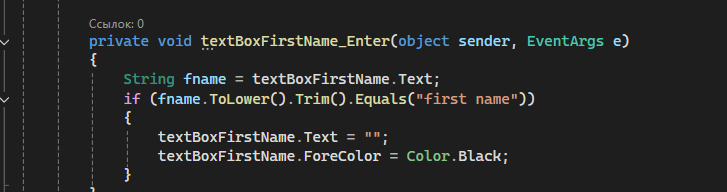 Ссылок: 0
private void textBoxFirstName_Enter(object sender, EventArgs e)
{
    String fname = textBoxFirstName.Text;
    if (fname.ToLower().Trim().Equals("first name"))
    {
        textBoxFirstName.Text = "";
        textBoxFirstName.ForeColor = Color.Black;
    }
}